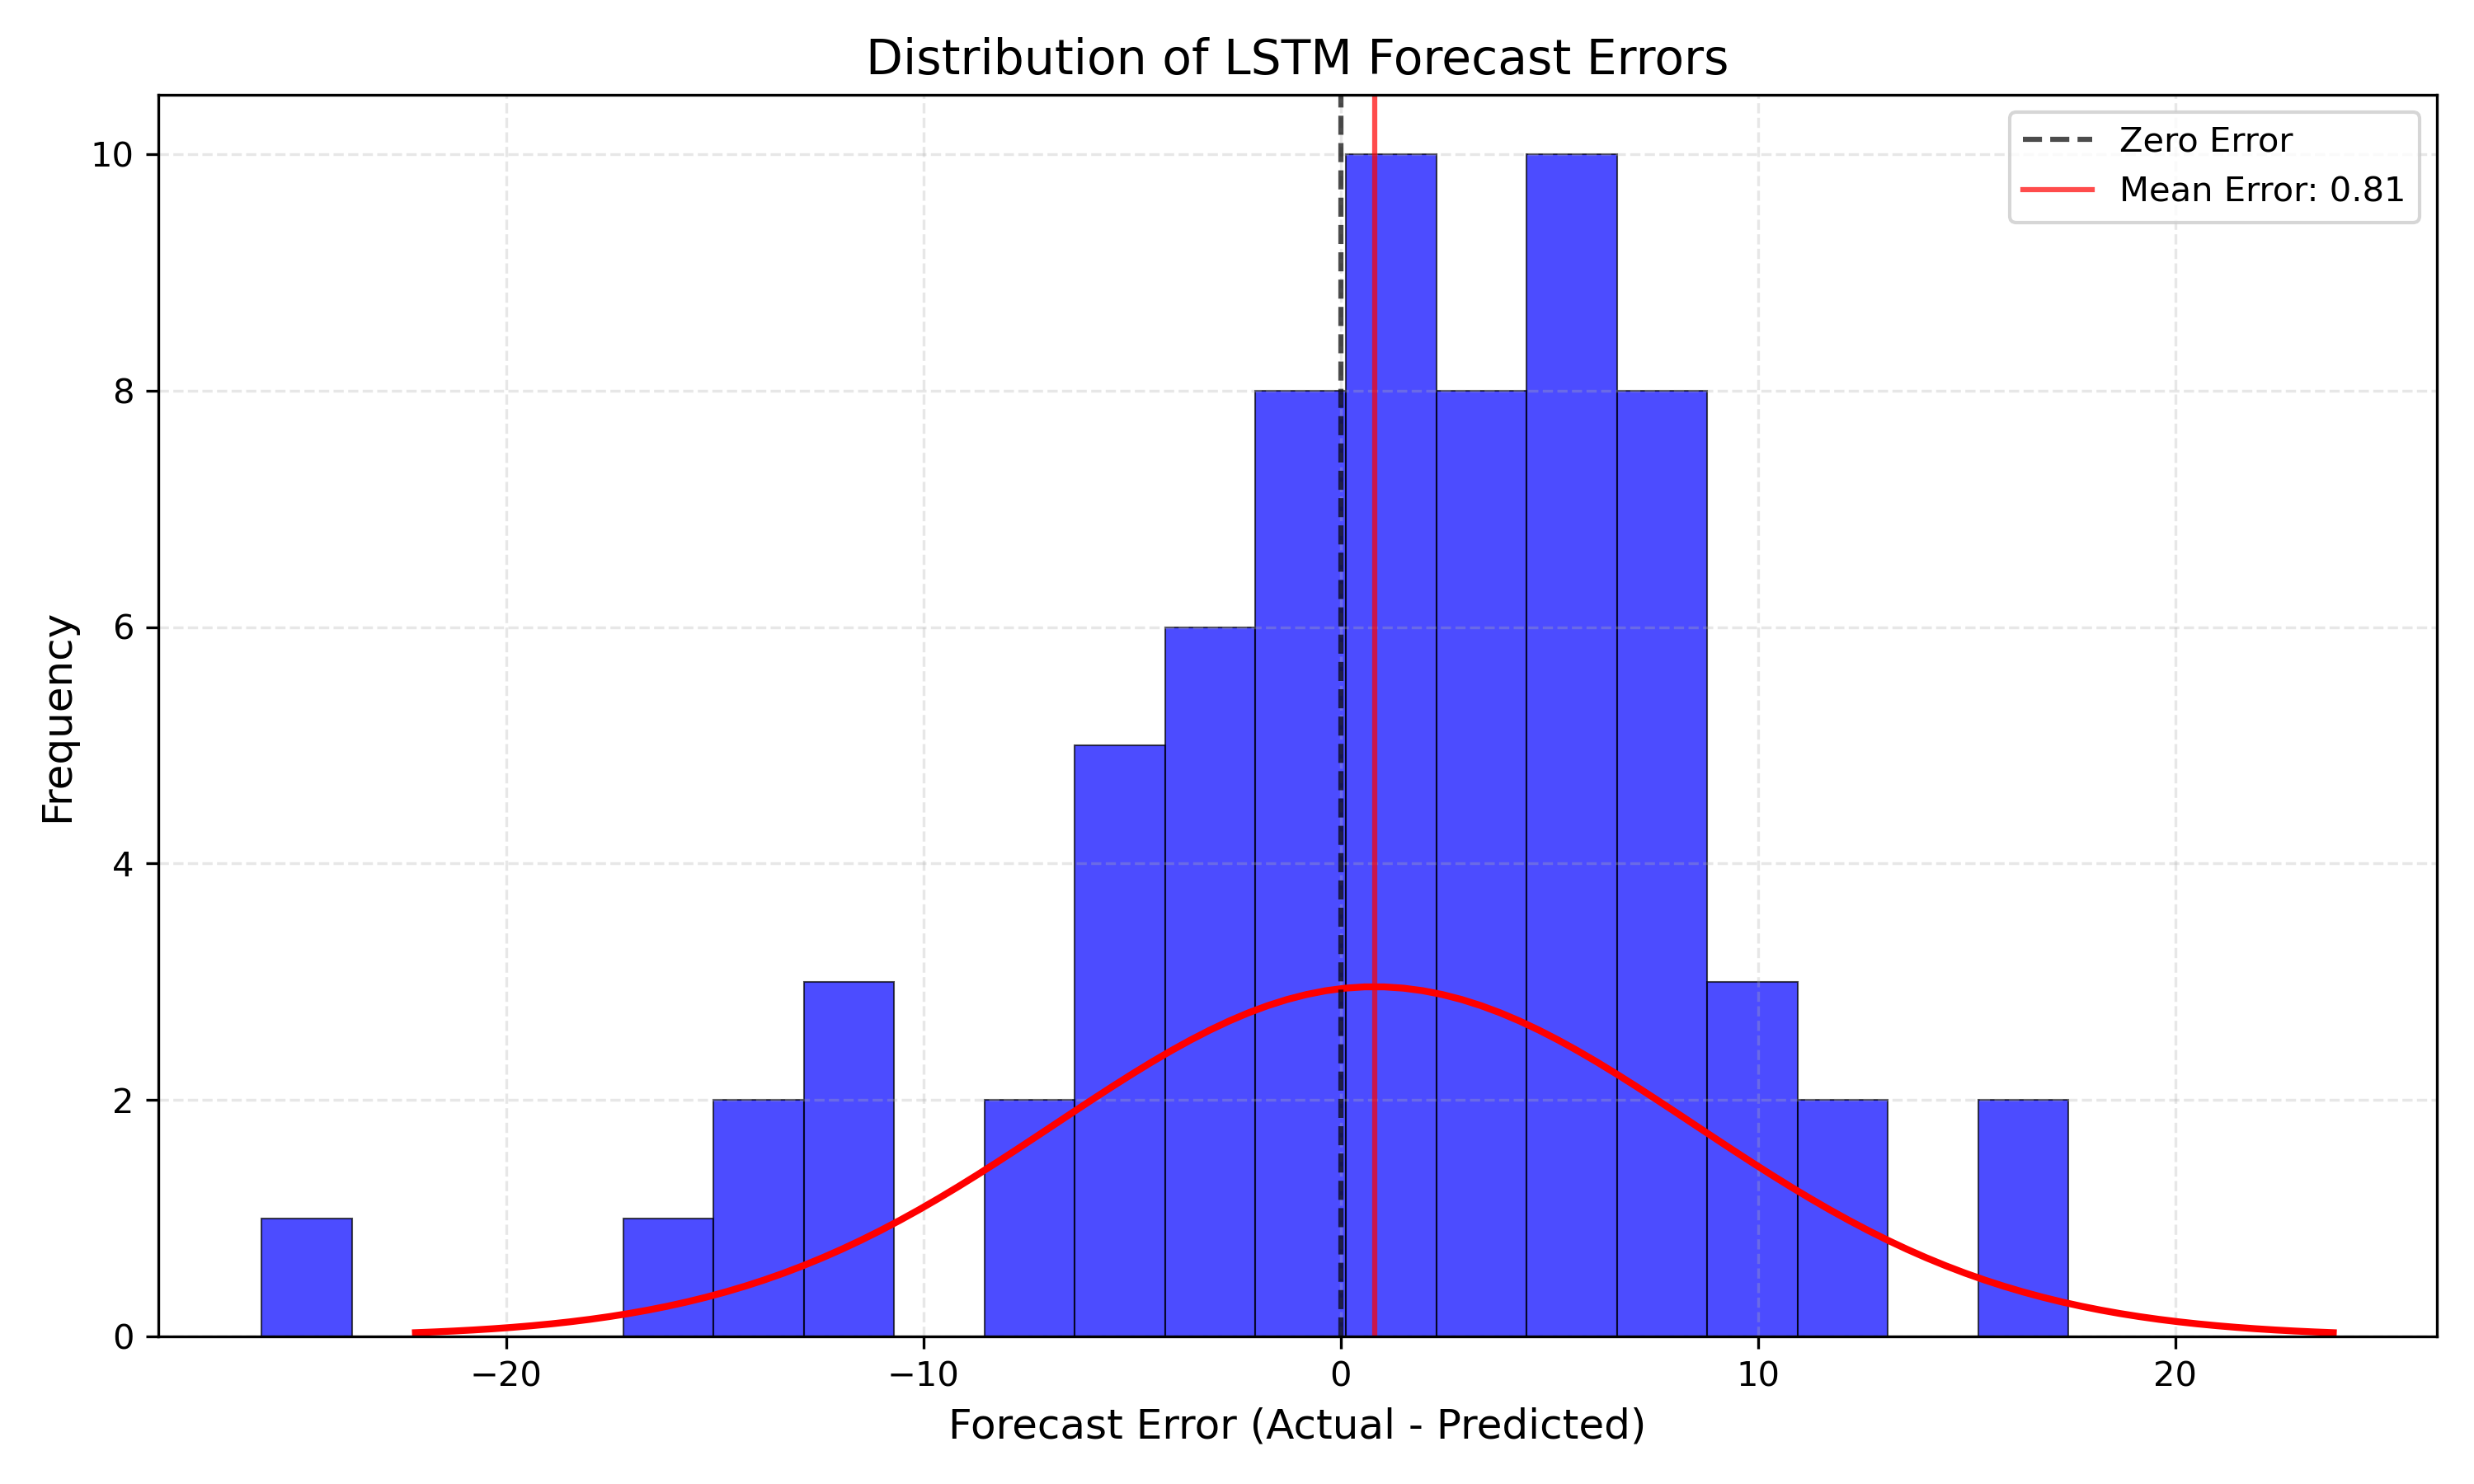 Distribution of LSTM Forecast Errors
Zero Error
Mean Error: 0.81
10
8
6
4
2
0
Frequency
−20
−10
0
10
20
Forecast Error (Actual - Predicted)